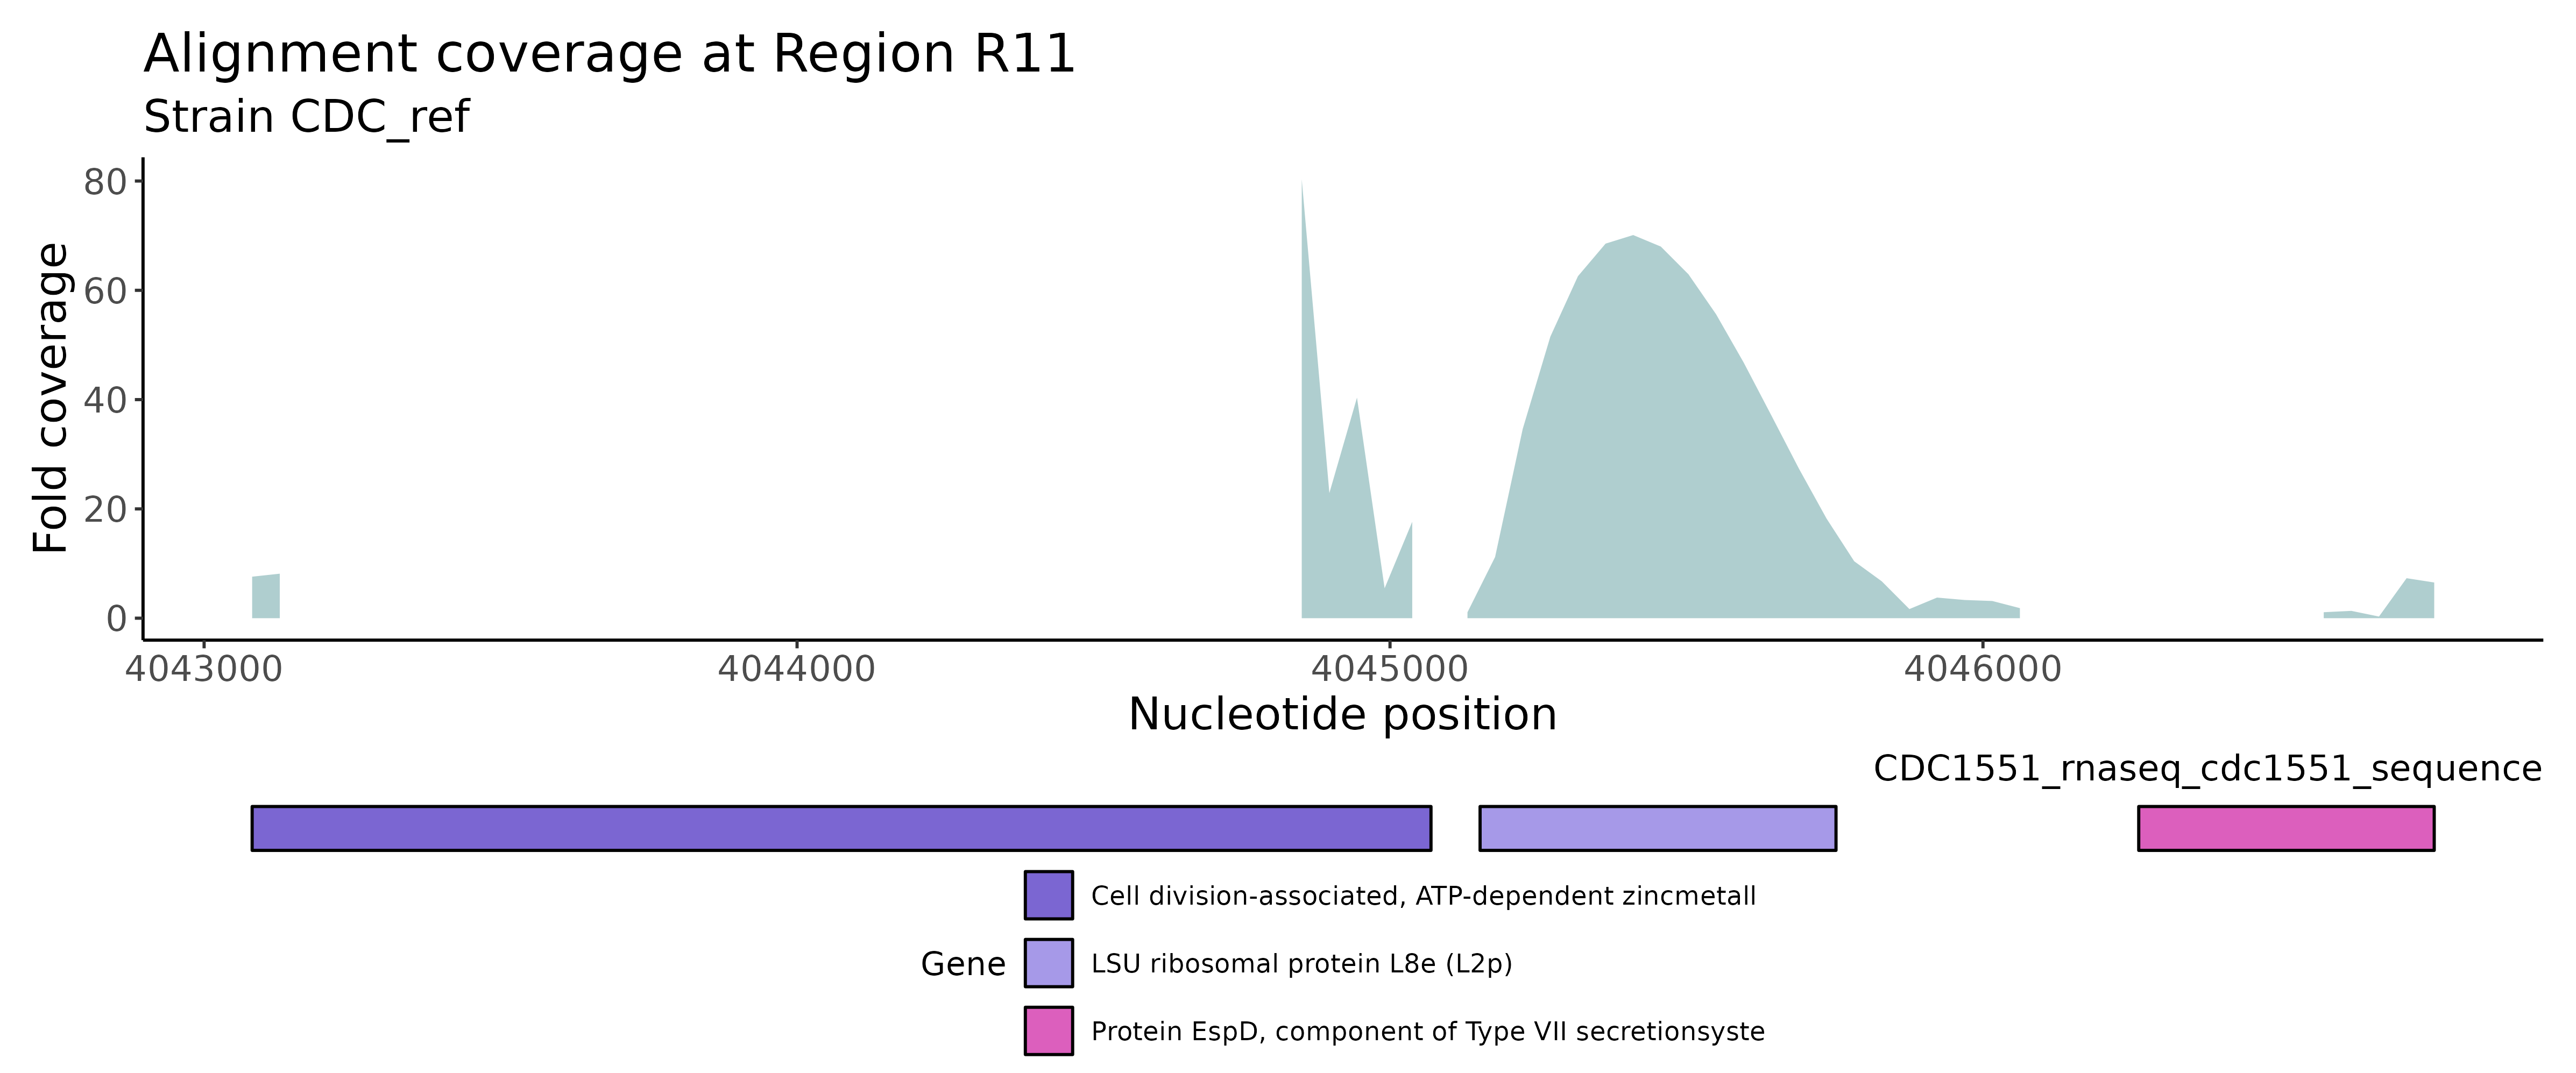 Alignment coverage at Region R11
Strain CDC_ref
80
60
40
20
0
Fold coverage
4043000 4044000 4045000 4046000
Nucleotide position
CDC1551_rnaseq_cdc1551_sequence
Gene
Cell division-associated, ATP-dependent zincmetall
LSU ribosomal protein L8e (L2p)
Protein EspD, component of Type VII secretionsyste